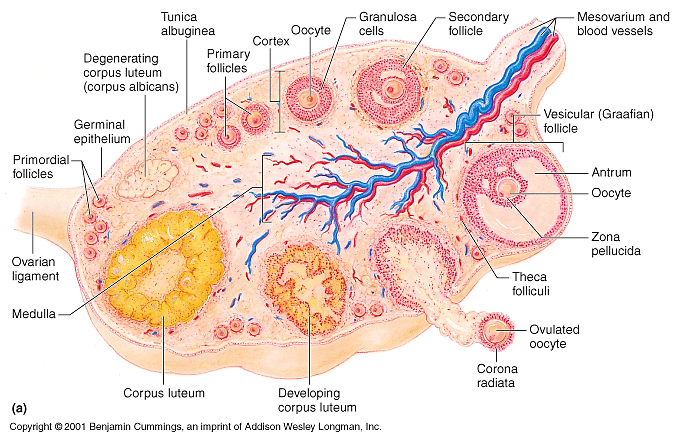 Tunica
albuginea
Oocyte
Granulosa
cells
Secondary
follicle
Mesovarium and
blood vessels
Cortex
Primary
follicles
Degenerating
corpus luteum
(corpus albicans)
Vesicular (Graafian)
follicle
Germinal
epithelium
Primordial
follicles
Antrum
Oocyte
Zona
pellucida
Ovarian
ligament
Theca
folliculi
Medulla
Ovulated
oocyte
Corona
radiata
Corpus luteum
Developing
corpus luteum
(a)
Copyright © 2001 Benjamin Cummings, an imprint of Addison Wesley Longman, Inc.